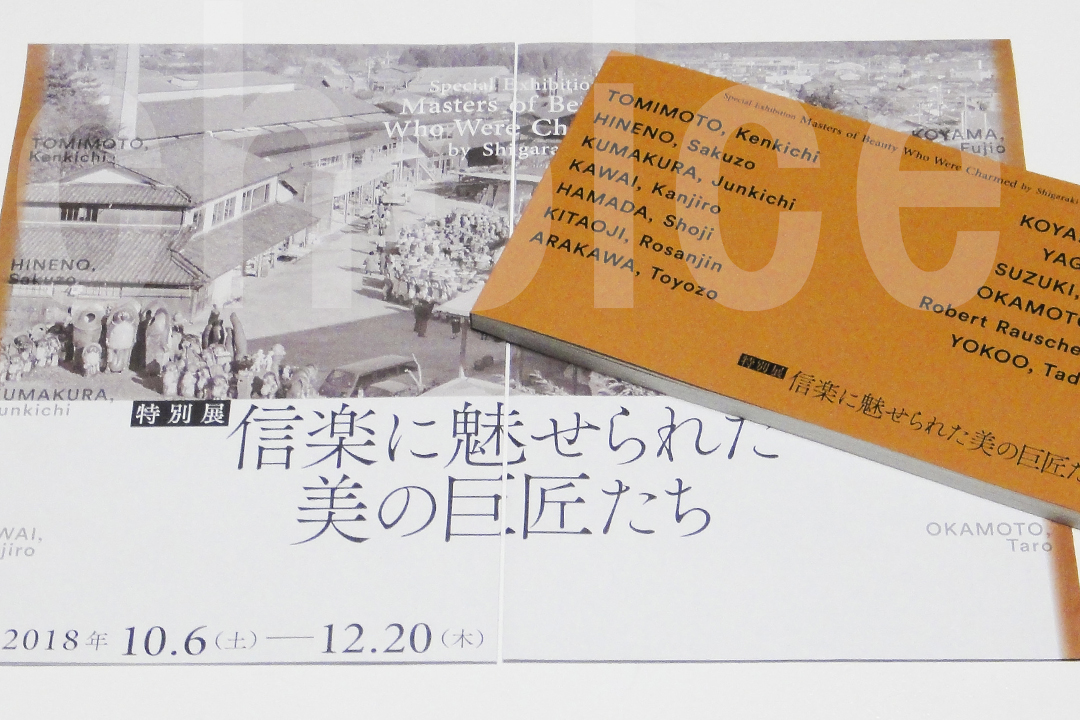 Special Exhibition
Masters of Be
Who Were Cha
by Shigara
TOMIMOTO,
Kenkichi
KOYAMA,
Fujio
HINENO,
Sakuzo
UMAKURA,
unkichi
特別展
信楽に魅せられた
美の巨匠たち
WAI,
jiro
OKAMOTO,
Taro
2018年 10.6(土)―12.20(木)
Special Exhibition Masters of Beauty Who Were Charmed by Shigaraki
TOMIMOTO, Kenkichi
HINENO, Sakuzo
KUMAKURA, Junkichi
KAWAI, Kanjiro
HAMADA, Shoji
KITAOJI, Rosanjin
ARAKAWA, Toyozo
KOYA
YAG
SUZUKI,
OKAMOTO
Robert Rausche
YOKOO, Tad
特別展
信楽に魅せられた美の巨匠た